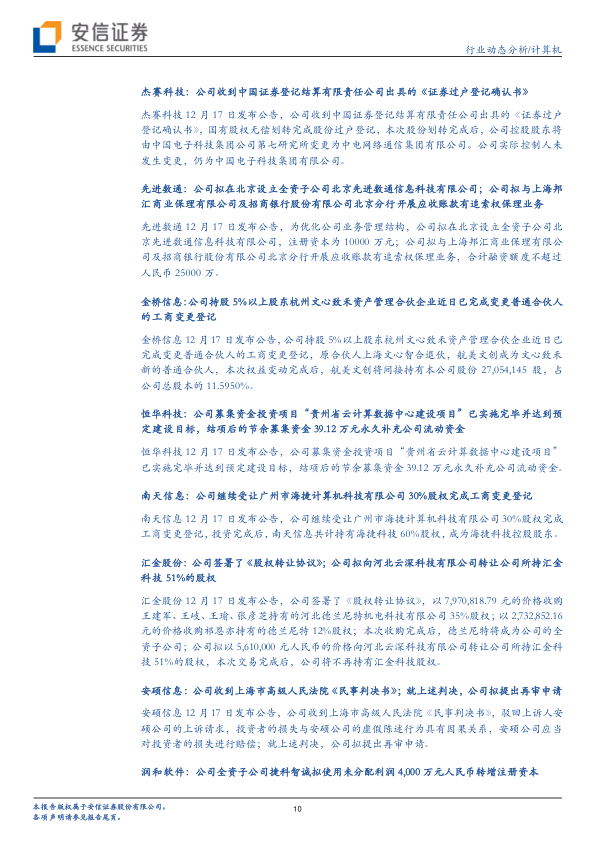 安信证券
ESSENCE SECURITIES
行业动态分析/计算机
杰赛科技：公司收到中国证券登记结算有限责任公司出具的《证券过户登记确认书》
杰赛科技 12 月 17 日发布公告，公司收到中国证券登记结算有限责任公司出具的《证券过户
登记确认书》，国有股权无偿划转完成股份过户登记，本次股份划转完成后，公司控股股东将
由中国电子科技集团公司第七研究所变更为中电网络通信集团有限公司。公司实际控制人未
发生变更，仍为中国电子科技集团有限公司。
先进数通：公司拟在北京设立全资子公司北京先进数通信息科技有限公司；公司拟与上海邦
汇商业保理有限公司及招商银行股份有限公司北京分行开展应收账款有追索权保理业务
先进数通 12 月 17 日发布公告，为优化公司业务管理结构，公司拟在北京设立全资子公司北
京先进数通信息科技有限公司，注册资本为 10000 万元；公司拟与上海邦汇商业保理有限公
司及招商银行股份有限公司北京分行开展应收账款有追索权保理业务，合计融资额度不超过
人民币 25000 万。
金桥信息：公司持股 5%以上股东杭州文心致禾资产管理合伙企业近日已完成变更普通合伙人
的工商变更登记
金桥信息 12 月 17 日发布公告，公司持股 5%以上股东杭州文心致禾资产管理合伙企业近日已
完成变更普通合伙人的工商变更登记，原合伙人上海文心智合退伙，航美文创成为文心致禾
新的普通合伙人，本次权益变动完成后，航美文创将间接持有本公司股份 27,054,145 股，占
公司总股本的 11.5950%。
恒华科技：公司募集资金投资项目“贵州省云计算数据中心建设项目”已实施完毕并达到预
定建设目标，结项后的节余募集资金 39.12 万元永久补充公司流动资金
恒华科技 12 月 17 日发布公告，公司募集资金投资项目“贵州省云计算数据中心建设项目”
已实施完毕并达到预定建设目标，结项后的节余募集资金 39.12 万元永久补充公司流动资金。
南天信息：公司继续受让广州市海捷计算机科技有限公司 30%股权完成工商变更登记
南天信息 12 月 17 日发布公告，公司继续受让广州市海捷计算机科技有限公司 30%股权完成
工商变更登记，投资完成后，南天信息共计持有海捷科技 60%股权，成为海捷科技控股股东。
汇金股份：公司签署了《股权转让协议》；公司拟向河北云深科技有限公司转让公司所持汇金
科技 51%的股权
汇金股份 12 月 17 日发布公告，公司签署了《股权转让协议》，以 7,970,818.79 元的价格收购
王建军、王岐、王瑜、张彦芝持有的河北德兰尼特机电科技有限公司 35%股权；以 2,732,852.16
元的价格收购祁恩亦持有的德兰尼特 12%股权；本次收购完成后，德兰尼特将成为公司的全
资子公司；公司拟以 5,610,000 元人民币的价格向河北云深科技有限公司转让公司所持汇金科
技 51%的股权，本次交易完成后，公司将不再持有汇金科技股权。
安硕信息：公司收到上海市高级人民法院《民事判决书》；就上述判决，公司拟提出再审申请
安硕信息 12 月 17 日发布公告，公司收到上海市高级人民法院《民事判决书》，驳回上诉人安
硕公司的上诉请求，投资者的损失与安硕公司的虚假陈述行为具有因果关系，安硕公司应当
对投资者的损失进行赔偿；就上述判决，公司拟提出再审申请。
润和软件：公司全资子公司捷科智诚拟使用未分配利润 4,000 万元人民币转增注册资本
本报告版权属于安信证券股份有限公司。
各项声明请参见报告尾页。
10